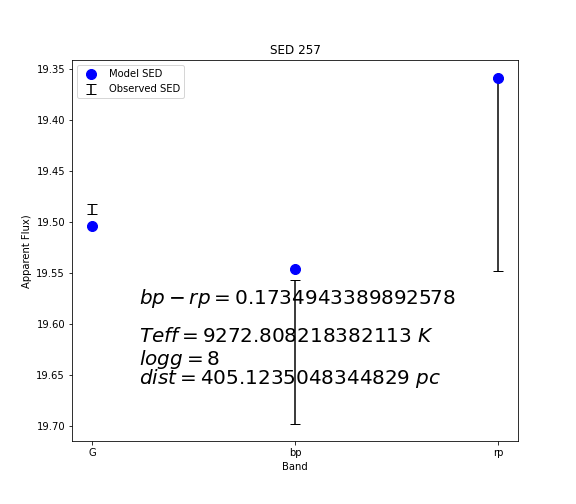 SED 257
Model SED
Observed SED
19.35
19.40
19.45
19.50
19.55
19.60
19.65
19.70
Apparent Flux)
bp − rp = 0.1734943389892578
Teff = 9272.808218382113 K
logg = 8
dist = 405.1235048344829 pc
G
bp
rp
Band